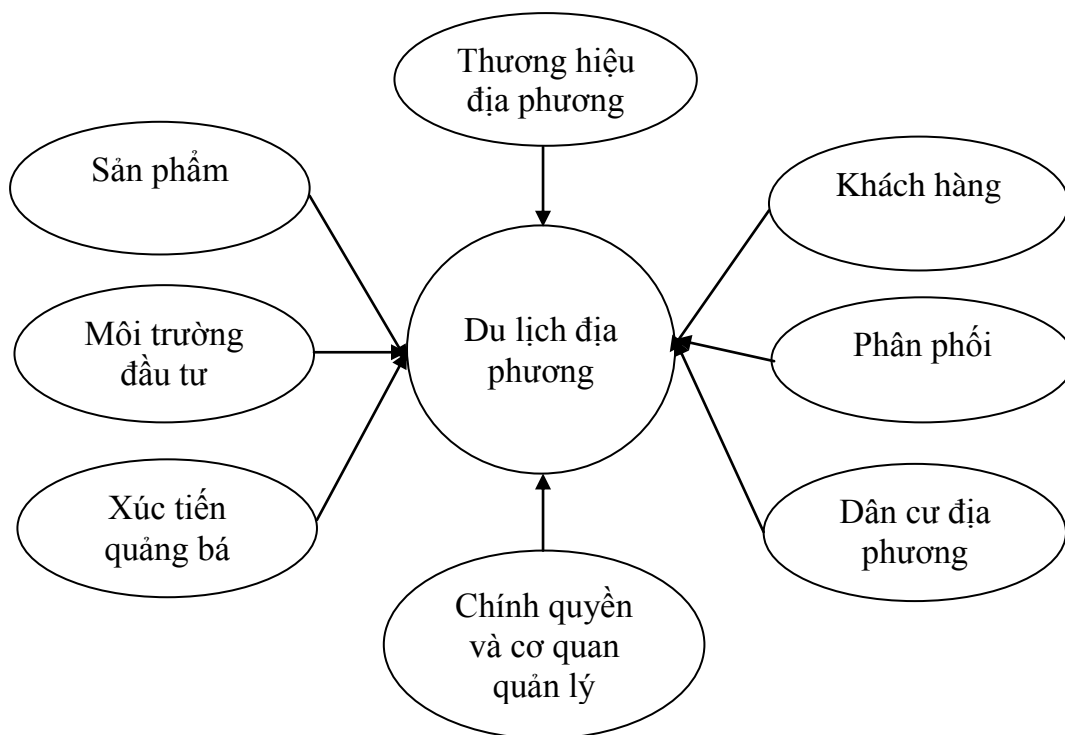 Thương hiệu
địa phương
Sản phẩm
Khách hàng
Môi trường
đầu tư
Du lịch địa
phương
Phân phối
Xúc tiến
quảng bá
Dân cư địa
phương
Chính quyền
và cơ quan
quản lý